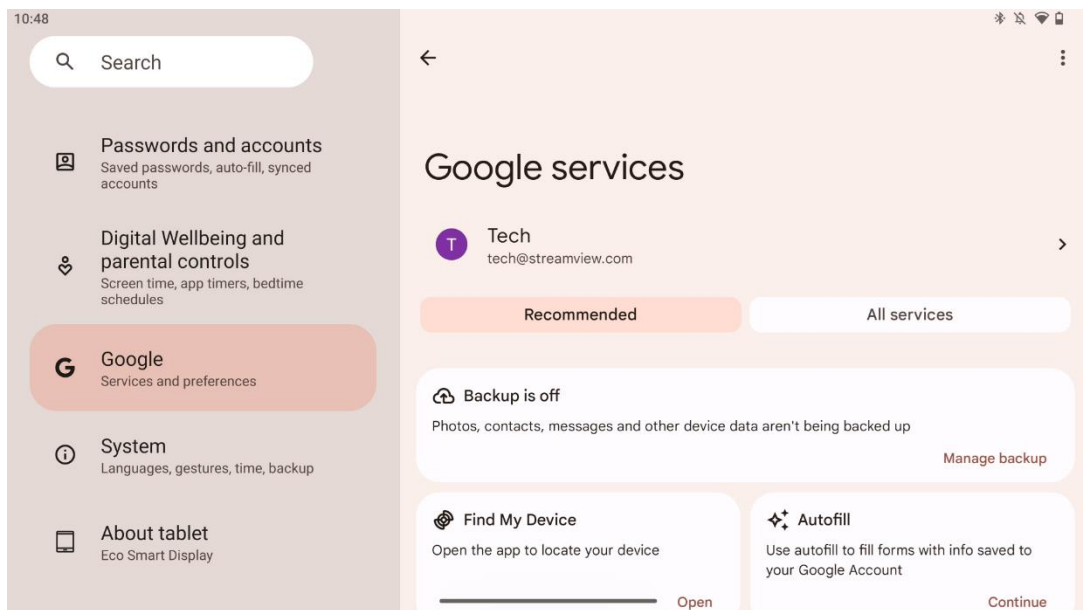 10:48
Search
Passwords and accounts
Saved passwords, auto-fill, synced
accounts
Digital Wellbeing and
parental controls
Screen time, app timers, bedtime
schedules
Google
Services and preferences
System
Languages, gestures, time, backup
About tablet
Eco Smart Display
Google services
T
Tech
tech@streamview.com
Recommended
All services
Backup is off
Photos, contacts, messages and other device data aren't being backed up
Manage backup
Find My Device
Open the app to locate your device
Open
Autofill
Use autofill to fill forms with info saved to
your Google Account
Continue